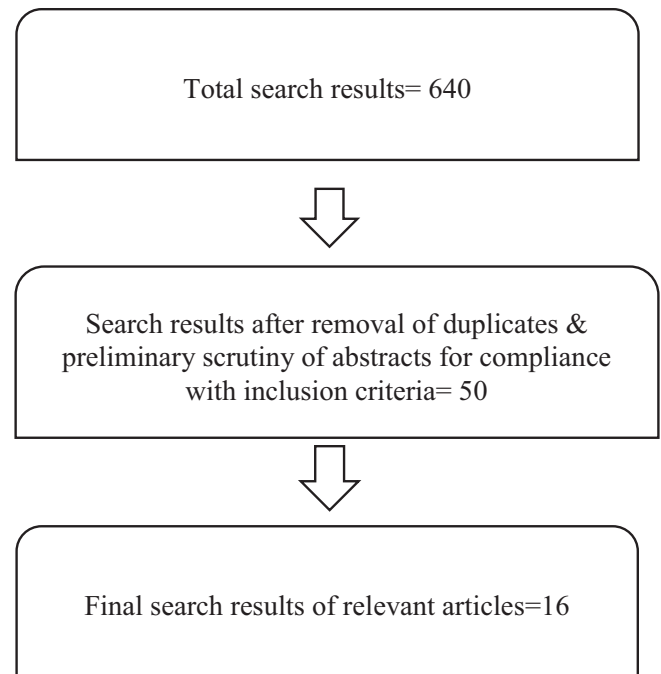 Total search results= 640
Search results after removal of duplicates &
preliminary scrutiny of abstracts for compliance
with inclusion criteria= 50
Final search results of relevant articles=16